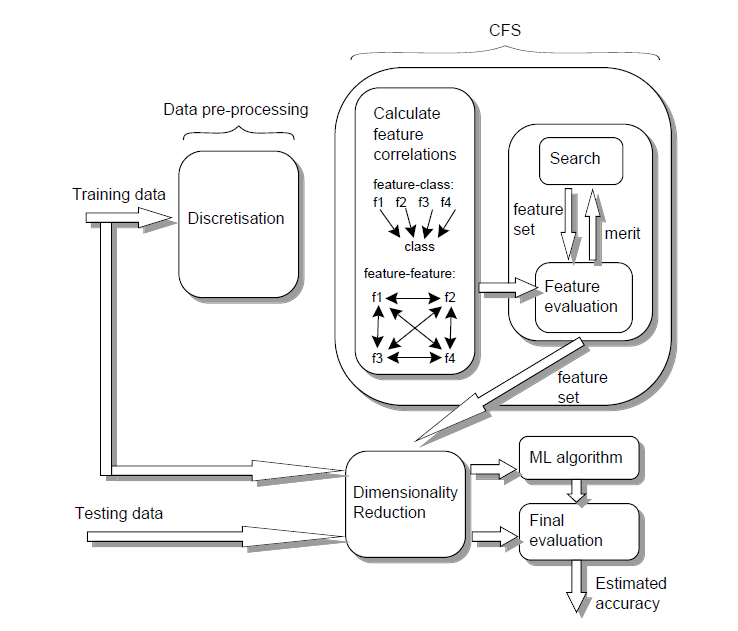 CFS
Data pre-processing
Training data
Discretisation
Calculate
feature
correlations
feature-class:
f1 f2 f3 f4
class
feature-feature:
f1 f2
f3 f4
Search
feature
set
merit
Feature
evaluation
feature
set
Testing data
Dimensionality
Reduction
ML algorithm
Final
evaluation
Estimated
accuracy